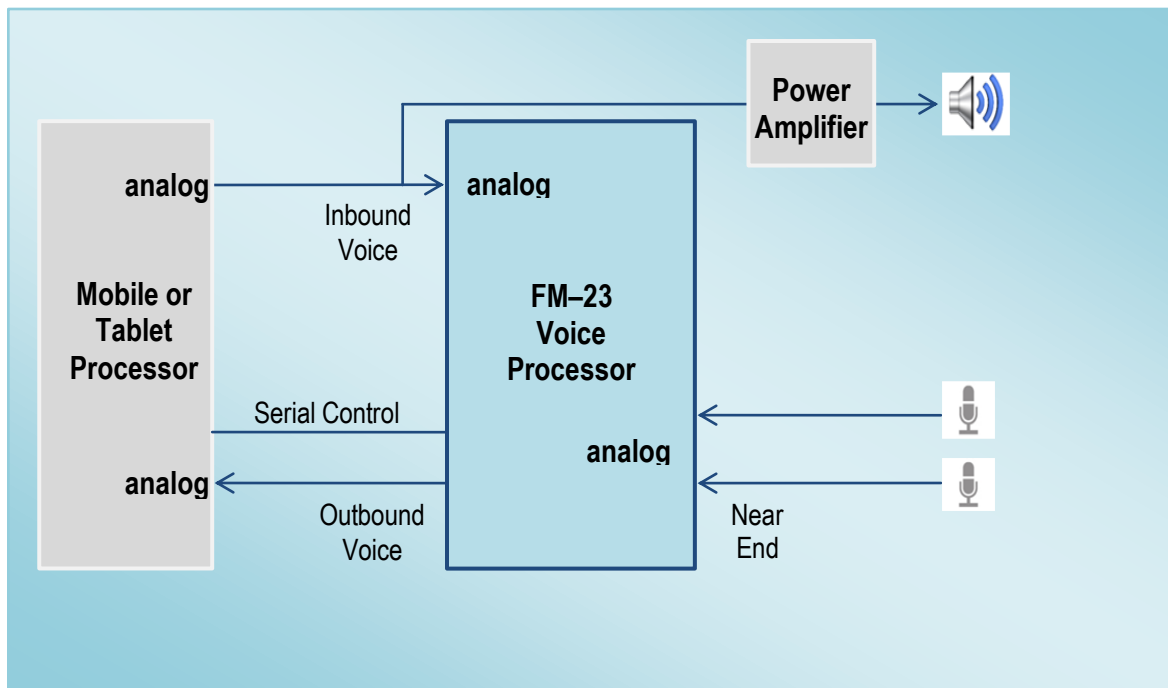 Power
Amplifier
analog
analog
Inbound
Voice
Mobile or
Tablet
Processor
FM–23
Voice
Processor
Serial Control
analog
analog
Outbound
Voice
Near
End